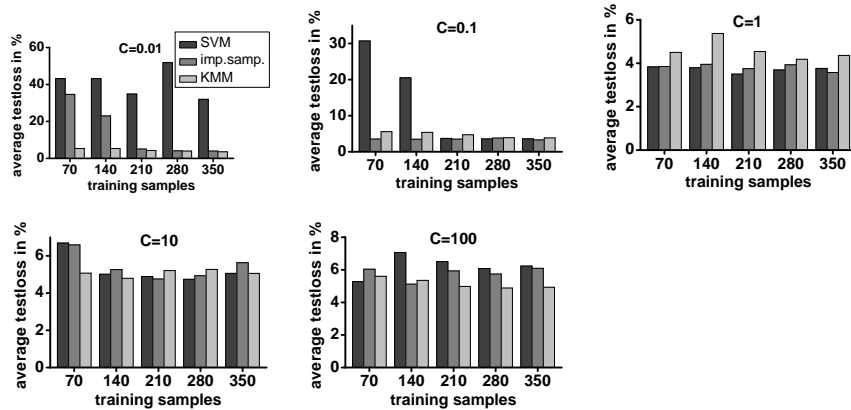 C=0.01
SVM
imp.samp.
KMM
average testloss in %
60
40
20
0
70 140 210 280 350
training samples
C=0.1
average testloss in %
30
20
10
0
70 140 210 280 350
training samples
C=1
average testloss in %
6
4
2
0
70 140 210 280 350
training samples
C=10
average testloss in %
6
4
2
0
70 140 210 280 350
training samples
C=100
average testloss in %
8
6
4
2
0
70 140 210 280 350
training samples